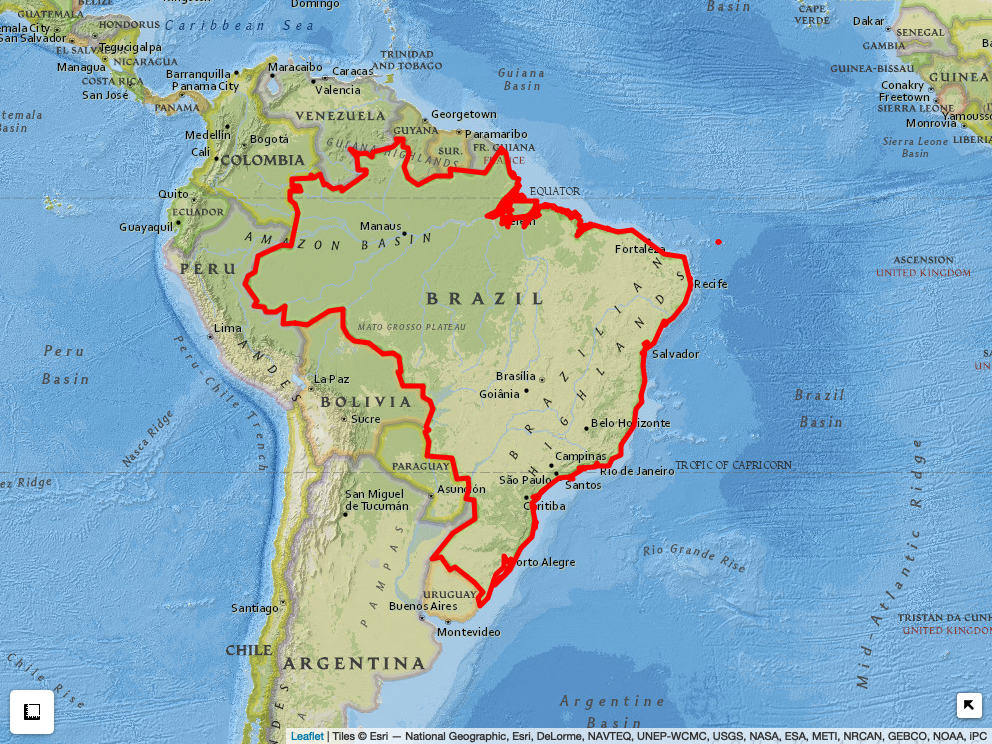 BELIZE
Domingo
Basin
CAPE
VERDE
GUATEMALA
HONDURAS
Caribbean Sea
Dakar
SENEGAL
Guatemala City
San Salvador
EL SALVADOR
Tegucigalpa
GAMBIA
Managua
NICARAGUA
TRINIDAD
AND TOBAGO
GUINEA-BISSAU
COSTA RICA
Barranquilla
Maracaibo
Caracas
Guiana
Basin
GUINEA
San José
Panama City
Valencia
Conakry
Freetown
PANAMA
VENEZUELA
Georgetown
SIERRA LEONE
Monrovia
Yamousso
Medellín
Bogotá
GUYANA
Paramaribo
LIBERIA
Cali
COLOMBIA
GUIANA HIGHLANDS
SUR.
FR. GUIANA
FRANCE
Sierra Leone
Basin
Quito
EQUATOR
ECUADOR
Guayaquil
Manaus
Belém
AMAZON BASIN
Fortaleza
PERU
ASCENSION
UNITED KINGDOM
BRAZIL
Recife
Lima
MATO GROSSO PLATEAU
BRAZILIAN
HIGHLANDS
Peru
Basin
ANDES
Peru-Chile Trench
Salvador
La Paz
Brasília
BOLIVIA
Goiânia
Brazil
Basin
Sucre
Belo Horizonte
Nasca Ridge
PARAGUAY
Campinas
Rio de Janeiro
TROPIC OF CAPRICORN
ez Ridge
Asunción
São Paulo
Santos
San Miguel
de Tucumán
Curitiba
PAMPAS
Rio Grande Rise
Porto Alegre
Mid-Atlantic Ridge
URUGUAY
Santiago
Buenos Aires
TRISTAN DA CUNH
UNITED KINGDOM
Montevideo
CHILE
ARGENTINA
Chile Rise
ANDES
Argentine
Basin
Leaflet | Tiles © Esri — National Geographic, Esri, DeLorme, NAVTEQ, UNEP-WCMC, USGS, NASA, ESA, METI, NRCAN, GEBCO, NOAA, iPC